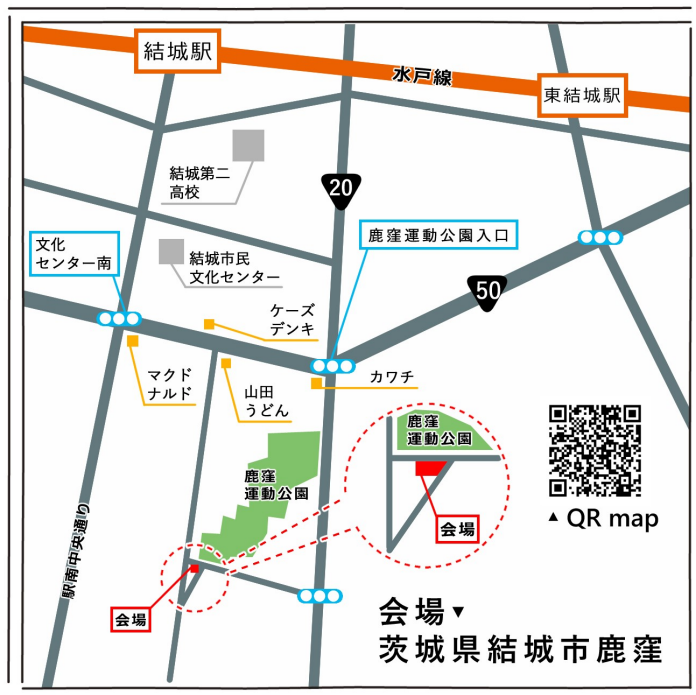 結城駅
水戸線
東結城駅
結城第二
高校
20
文化
センター南
鹿窪運動公園入口
結城市民
文化センター
50
ケーズ
デンキ
マクド
ナルド
山田
うどん
カワチ
鹿窪
運動公園
鹿窪
運動公園
駅南中央通り
会場
会場
▲ QR map
会場▼
茨城県結城市鹿窪